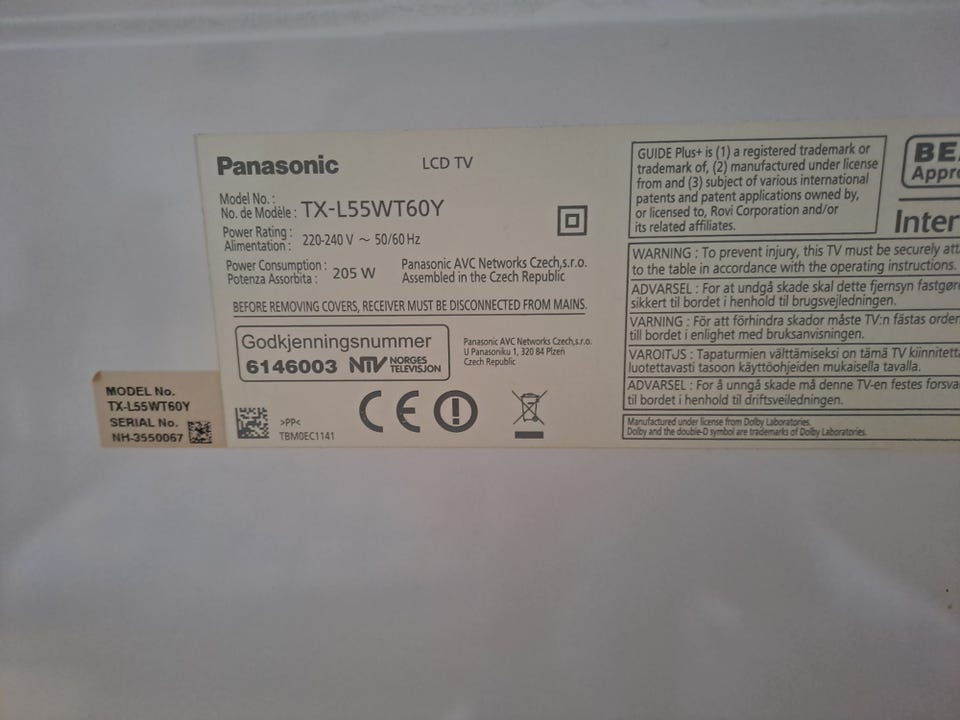 Panasonic LCD TV
Model No. :
No. de Modèle : TX-L55WT60Y
Power Rating :
Alimentation : 220-240 V ~ 50/60 Hz
Power Consumption :
Potenza Assorbita : 205 W
Panasonic AVC Networks Czech,s.r.o.
Assembled in the Czech Republic
BEFORE REMOVING COVERS, RECEIVER MUST BE DISCONNECTED FROM MAINS.
Godkjenningsnummer
6146003 NTV NORGES
TELEVISJON
Panasonic AVC Networks Czech,s.r.o.
U Panasoniku 1, 320 84 Plzeň
Czech Republic
>PP<
TBM0EC1141
CE
MODEL No.
TX-L55WT60Y
SERIAL No.
NH-3550067
GUIDE Plus+ is (1) a registered trademark or
trademark of, (2) manufactured under license
from and (3) subject of various international
patents and patent applications owned by,
or licensed to, Rovi Corporation and/or
its related affiliates.
BE
Appro
Inter
WARNING : To prevent injury, this TV must be securely att
to the table in accordance with the operating instructions.
ADVARSEL : For at undgå skade skal dette fjernsyn fastgør
sikkert til bordet i henhold til brugsvejledningen.
VARNING : För att förhindra skador måste TV:n fästas orden
till bordet i enlighet med bruksanvisningen.
VAROITUS : Tapaturmien välttämiseksi on tämä TV kiinnitettä
luotettavasti tasoon käyttöohjeiden mukaisella tavalla.
ADVARSEL : For å unngå skade må denne TV-en festes forsva
til bordet i henhold til driftsveiledningen.
Manufactured under license from Dolby Laboratories.
Dolby and the double-D symbol are trademarks of Dolby Laboratories.